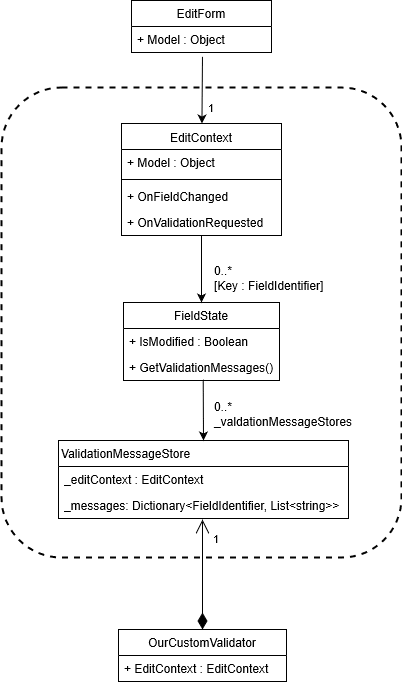 EditForm
+ Model : Object
1
EditContext
+ Model : Object
+ OnFieldChanged
+ OnValidationRequested
0..*
[Key : FieldIdentifier]
FieldState
+ IsModified : Boolean
+ GetValidationMessages()
0..*
_valdationMessageStores
ValidationMessageStore
_editContext : EditContext
_messages: Dictionary<FieldIdentifier, List<string>>
1
OurCustomValidator
+ EditContext : EditContext